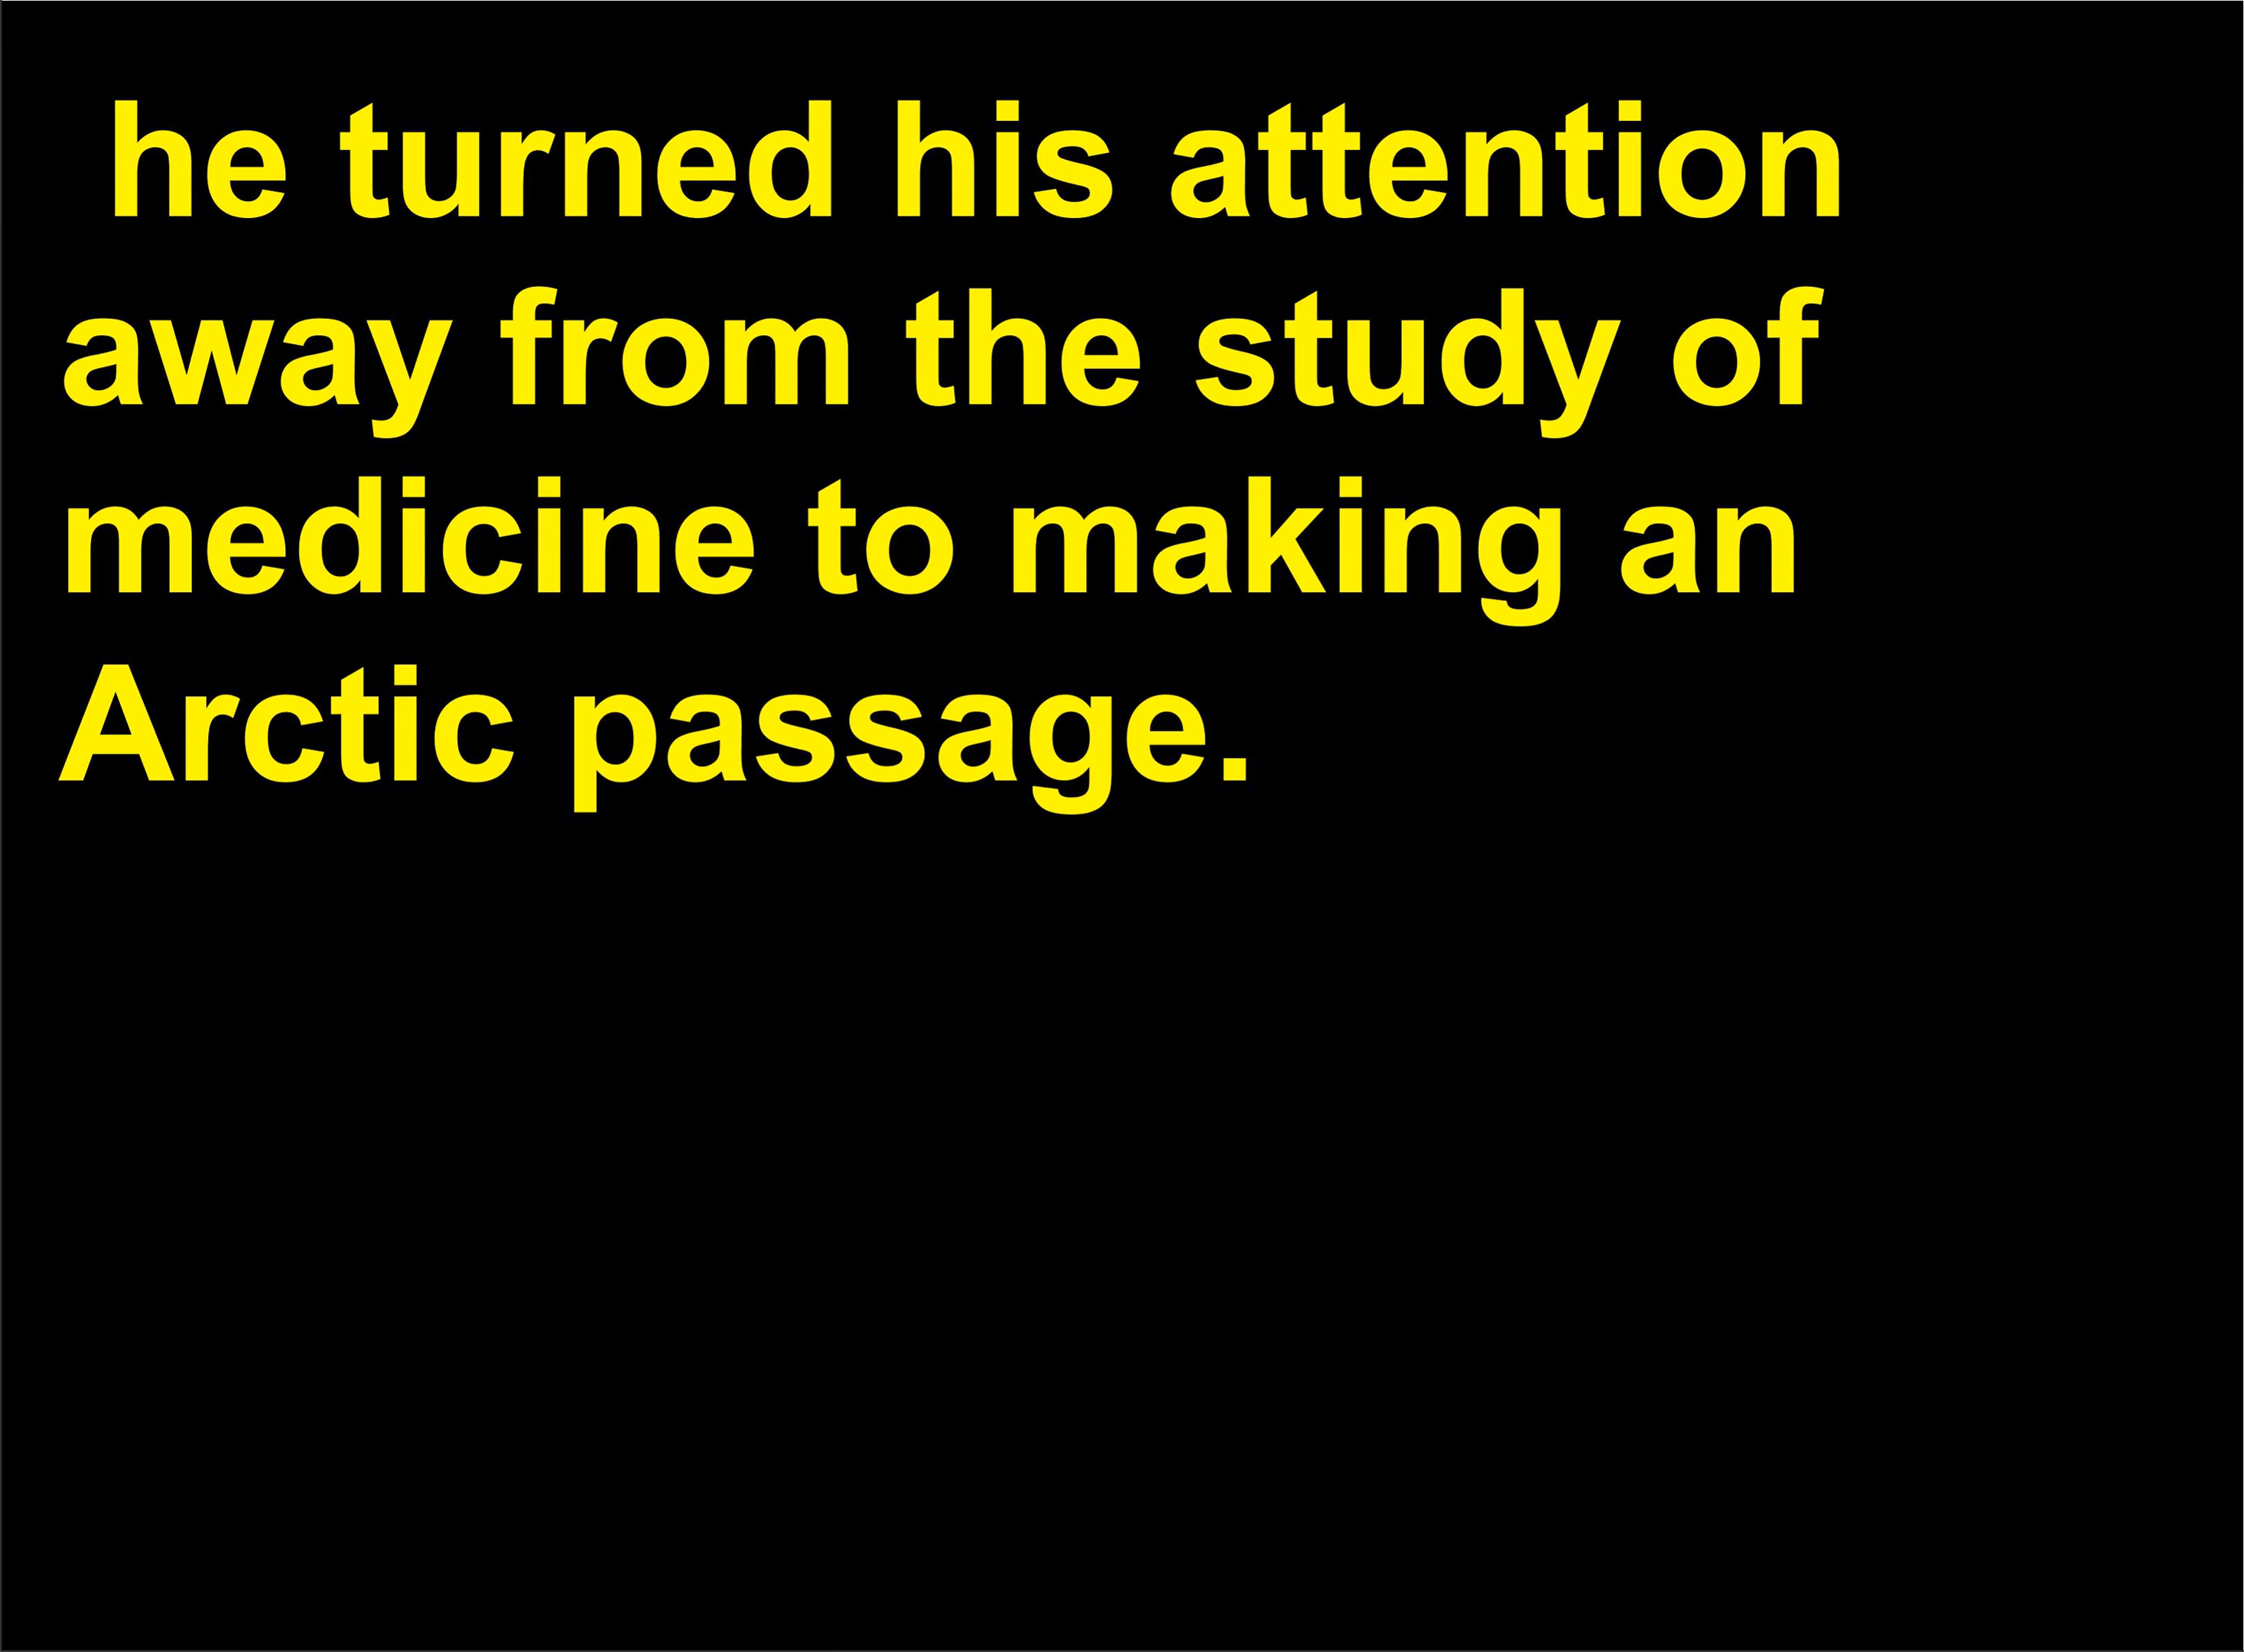 he turned his attention
away from the study of
medicine to making an
Arctic passage.